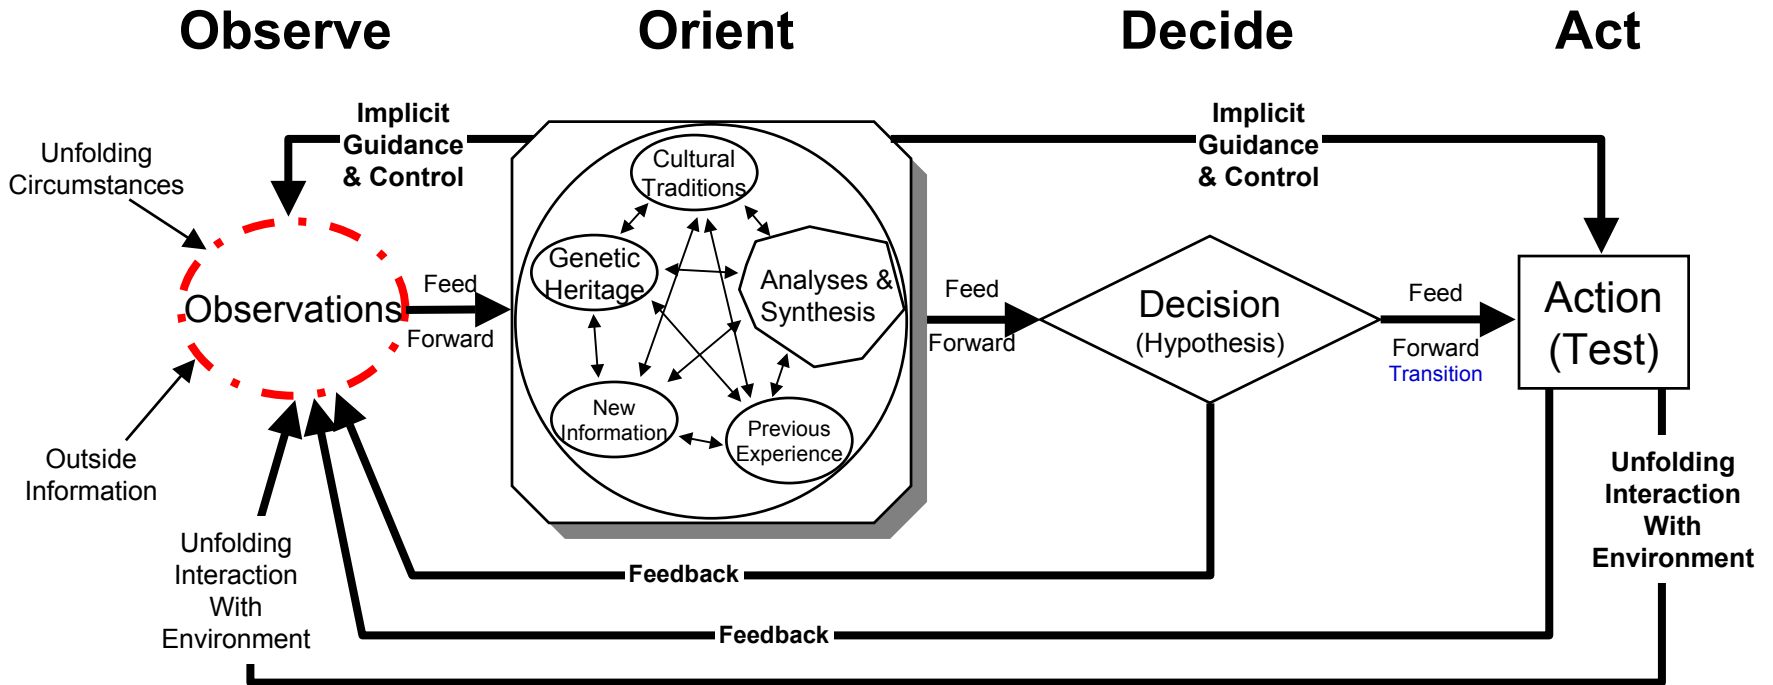 Observe
Orient
Decide
Act
Implicit
Guidance
& Control
Implicit
Guidance
& Control
Unfolding
Circumstances
Cultural
Traditions
Genetic
Heritage
Analyses &
Synthesis
Observations
Feed
Forward
Feed
Forward
Decision
(Hypothesis)
Feed
Forward
Transition
Action
(Test)
New
Information
Previous
Experience
Outside
Information
Unfolding
Interaction
With
Environment
Unfolding
Interaction
With
Environment
Feedback
Feedback